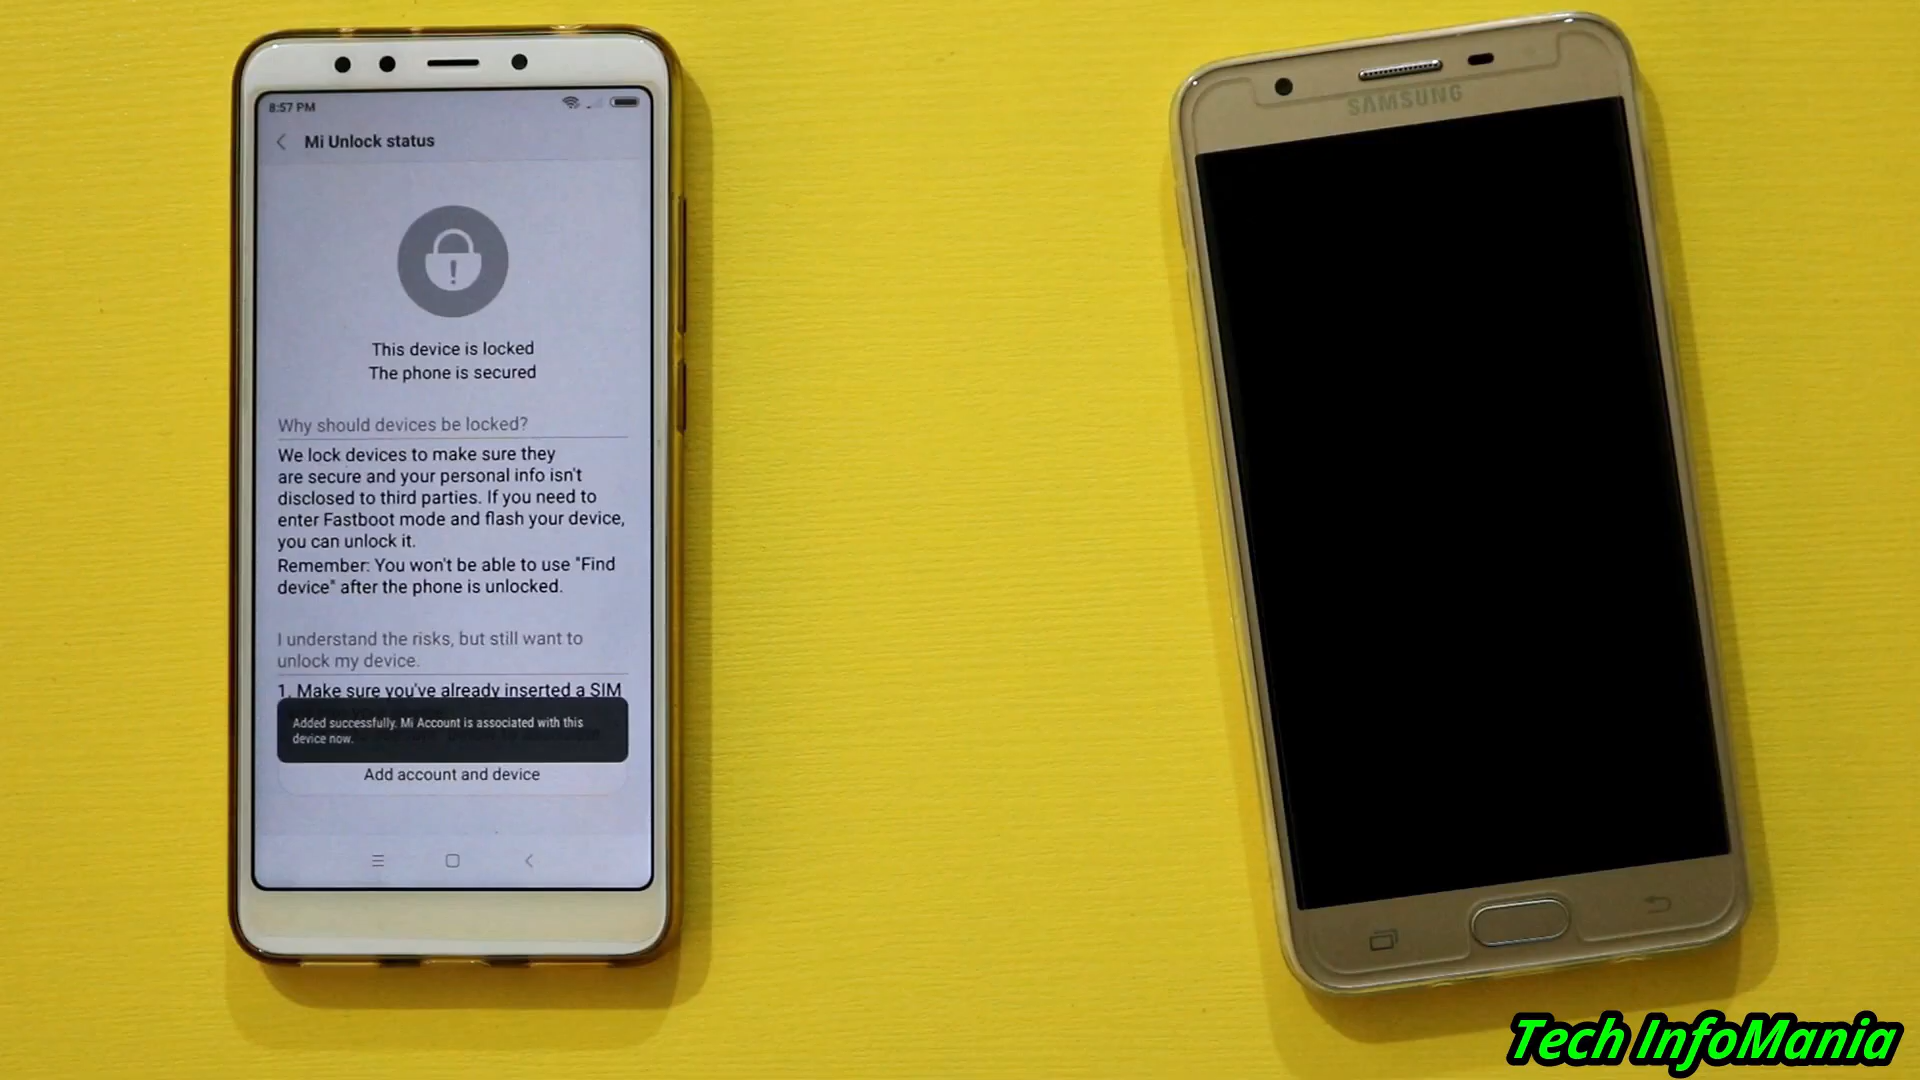 8:57 PM
Mi Unlock status
This device is locked
The phone is secured
Why should devices be locked?
We lock devices to make sure they
are secure and your personal info isn't
disclosed to third parties. If you need to
enter Fastboot mode and flash your device,
you can unlock it.
Remember: You won't be able to use "Find
device" after the phone is unlocked.
I understand the risks, but still want to
unlock my device.
1. Make sure you've already inserted a SIM
Added successfully. Mi Account is associated with this
device now.
Add account and device
SAMSUNG
Tech InfoMania